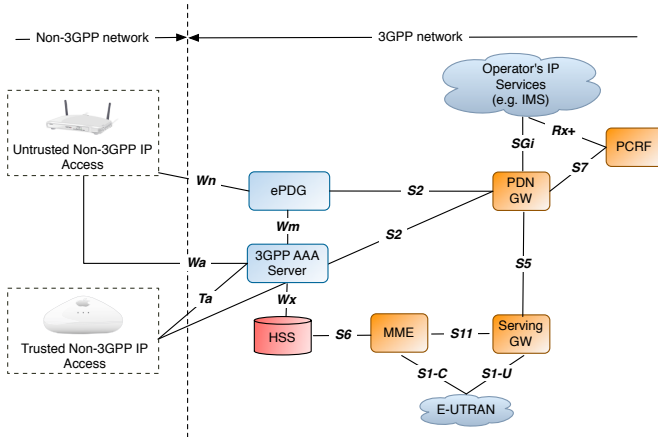 Non-3GPP network
3GPP network
Operator's IP
Services
(e.g. IMS)
Rx+
SGi
PCRF
Untrusted Non-3GPP IP
Access
S7
Wn
ePDG
S2
PDN
GW
Wm
S2
Wa
3GPP AAA
Server
S5
Ta
Wx
Trusted Non-3GPP IP
Access
HSS
S6
MME
S11
Serving
GW
S1-C
S1-U
E-UTRAN